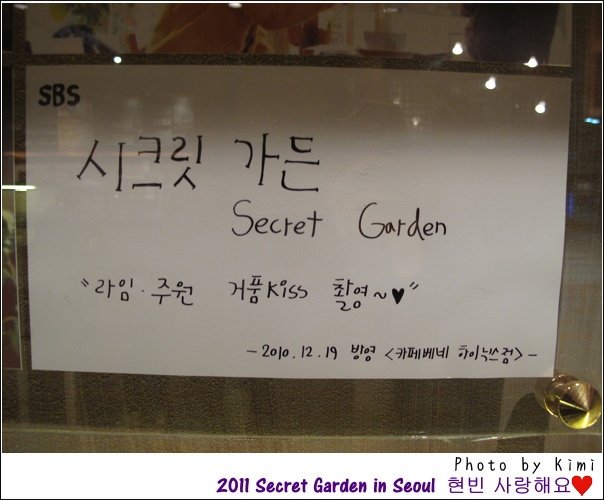 SBS
시크릿 가든
Secret Garden
"라임·주원 거품Kiss 촬영~♥"
- 2010.12.19 방영 <카페베네 하이닉스점> -
Photo by Kimi
2011 Secret Garden in Seoul 현빈 사랑해요♥